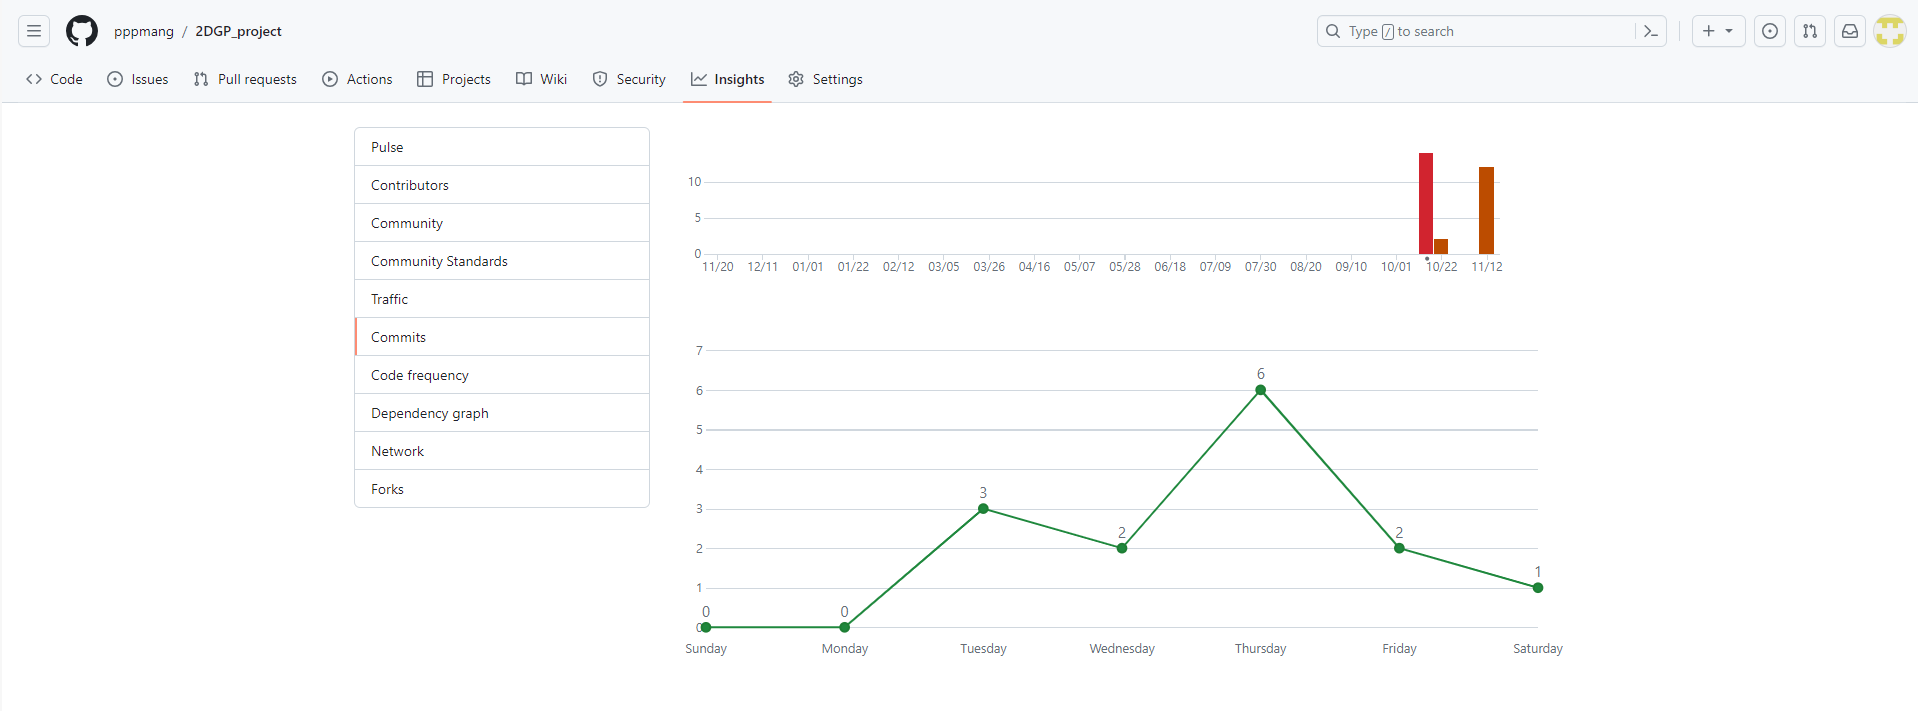 pppmang / 2DGP_project
Type / to search
Code Issues Pull requests Actions Projects Wiki Security Insights Settings
Pulse
Contributors
Community
Community Standards
Traffic
Commits
Code frequency
Dependency graph
Network
Forks
10
5
0
11/20 12/11 01/01 01/22 02/12 03/05 03/26 04/16 05/07 05/28 06/18 07/09 07/30 08/20 09/10 10/01 10/22 11/12
7
6
5
4
3
2
1
0
0 0 3 2 6 2 1
Sunday Monday Tuesday Wednesday Thursday Friday Saturday